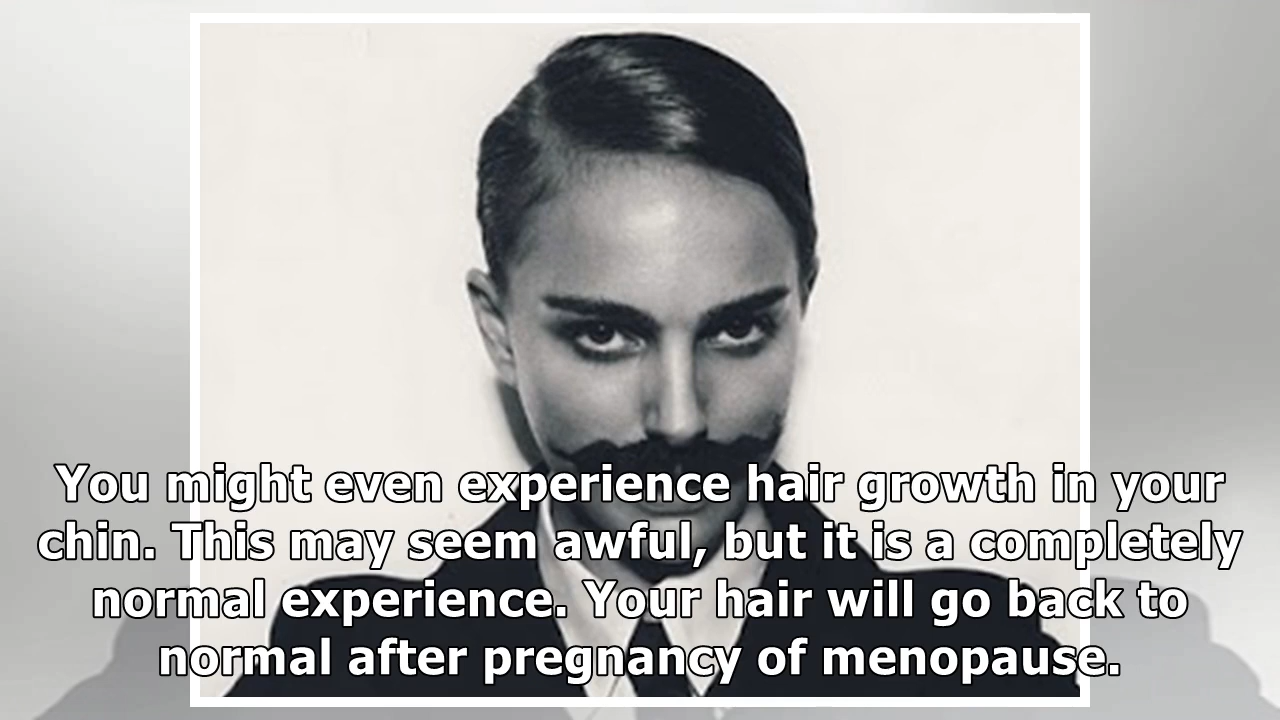 You might even experience hair growth in your
chin. This may seem awful, but it is a completely
normal experience. Your hair will go back to
normal after pregnancy of menopause.